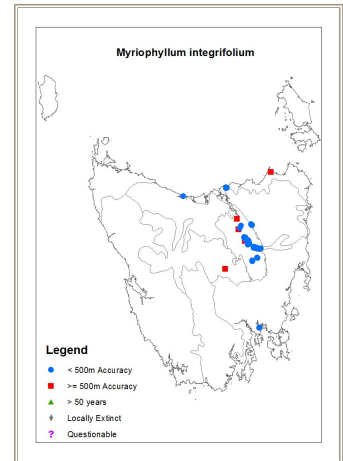 Myriophyllum integrifolium
Legend
< 500m Accuracy
>= 500m Accuracy
> 50 years
Locally Extinct
? Questionable